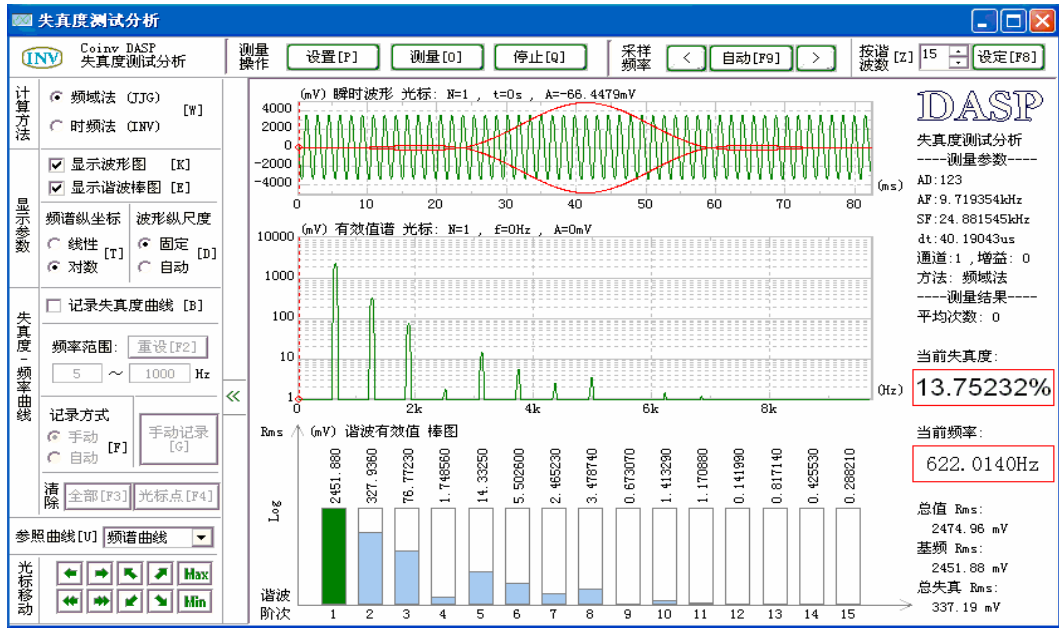 失真度测试分析
INV
Coinv DASP
失真度测试分析
测量操作
设置[P]
测量[O]
停止[Q]
采样频率
<
自动[F9]
>
按谐波数 [Z]
15
设定[F8]
计算方法
频域法 (JJG)
时频法 (INV)
[W]
显示参数
显示波形图 [K]
显示谐波棒图 [E]
频谱纵坐标
线性
对数
[T]
波形纵尺度
固定
自动
[D]
失真度-频率曲线
记录失真度曲线 [B]
频率范围:
重设[F2]
5 ~ 1000 Hz
记录方式
手动
自动
[F]
手动记录
[G]
清除
全部[F3]
光标点[F4]
参照曲线[U]
频谱曲线
光标移动
Max
Min
«
(mV) 瞬时波形 光标: N=1 , t=0s , A=-66.4479mV
4000
2000
0
-2000
-4000
(ms)
0 10 20 30 40 50 60 70 80
(mV) 有效值谱 光标: N=1 , f=0Hz , A=0mV
10000
1000
100
10
1
(Hz)
0 2k 4k 6k 8k
Rms
(mV) 谐波有效值 棒图
Log
2451.880 327.9360 76.77230 1.748560 14.33250 5.502600 2.465230 3.478740 0.673070 1.413290 1.170880 0.141990 0.817140 0.425530 0.288210
谐波
阶次
1 2 3 4 5 6 7 8 9 10 11 12 13 14 15
DASP
失真度测试分析
----测量参数----
AD:123
AF:9.719354kHz
SF:24.881545kHz
dt:40.19043us
通道:1 ,增益: 0
方法: 频域法
----测量结果----
平均次数: 0
当前失真度:
13.75232%
当前频率:
622.0140Hz
总值 Rms:
2474.96 mV
基频 Rms:
2451.88 mV
总失真 Rms:
337.19 mV